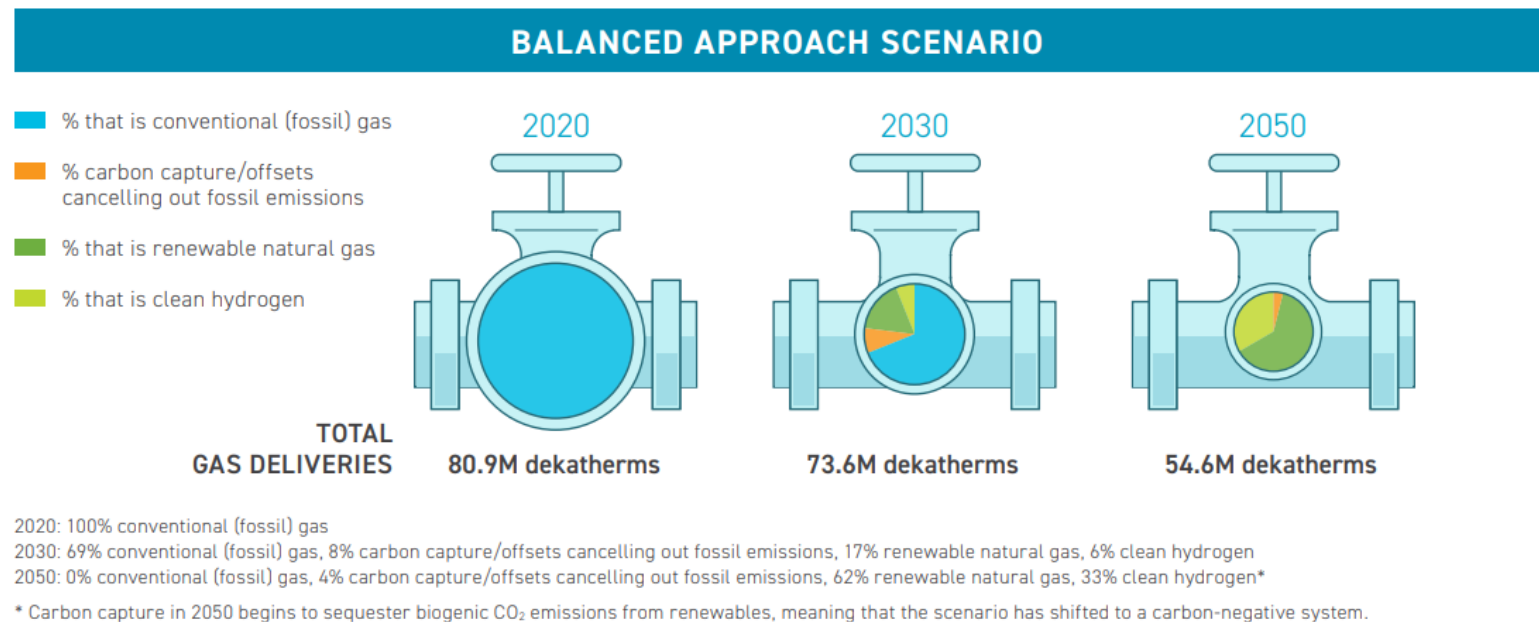 BALANCED APPROACH SCENARIO
% that is conventional (fossil) gas
% carbon capture/offsets
cancelling out fossil emissions
% that is renewable natural gas
% that is clean hydrogen
2020
2030
2050
TOTAL
GAS DELIVERIES
80.9M dekatherms
73.6M dekatherms
54.6M dekatherms
2020: 100% conventional (fossil) gas
2030: 69% conventional (fossil) gas, 8% carbon capture/offsets cancelling out fossil emissions, 17% renewable natural gas, 6% clean hydrogen
2050: 0% conventional (fossil) gas, 4% carbon capture/offsets cancelling out fossil emissions, 62% renewable natural gas, 33% clean hydrogen*
* Carbon capture in 2050 begins to sequester biogenic CO₂ emissions from renewables, meaning that the scenario has shifted to a carbon-negative system.